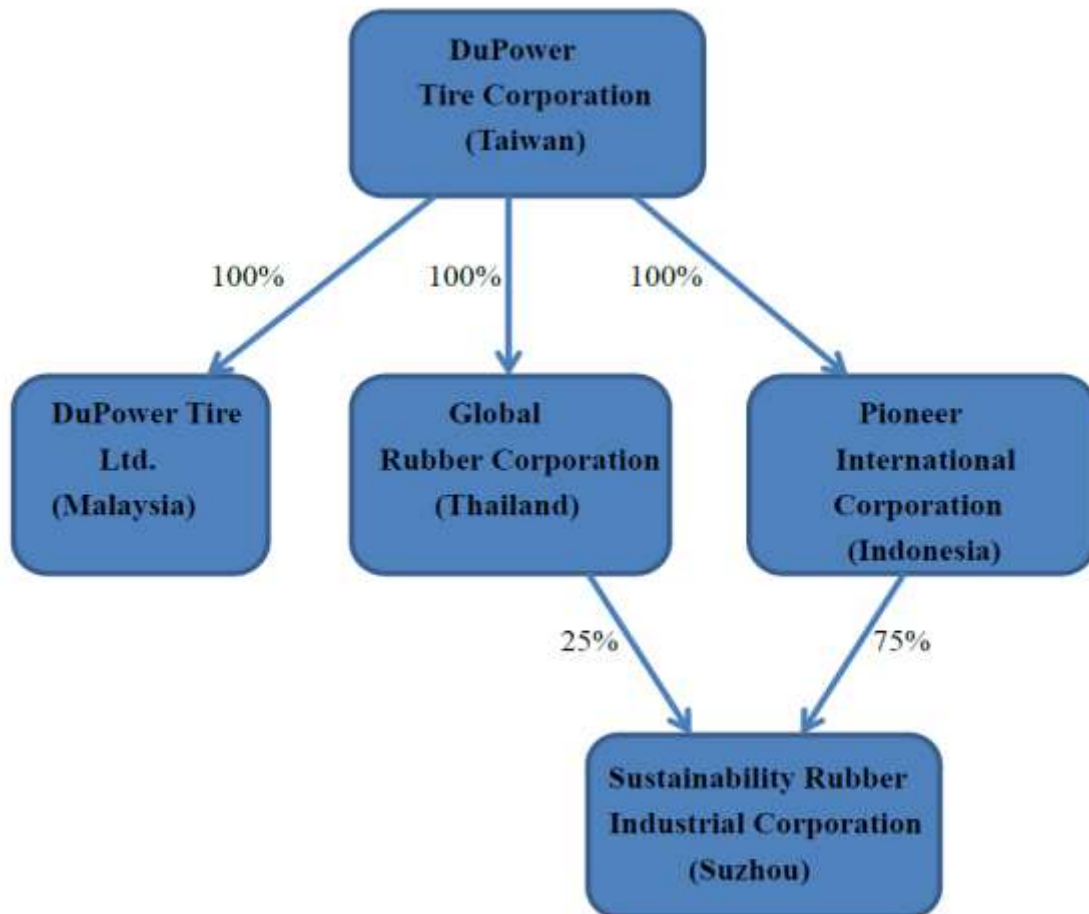 DuPower
Tire Corporation
(Taiwan)
100%
100%
100%
DuPower Tire
Ltd.
(Malaysia)
Global
Rubber Corporation
(Thailand)
Pioneer
International
Corporation
(Indonesia)
25%
75%
Sustainability Rubber
Industrial Corporation
(Suzhou)